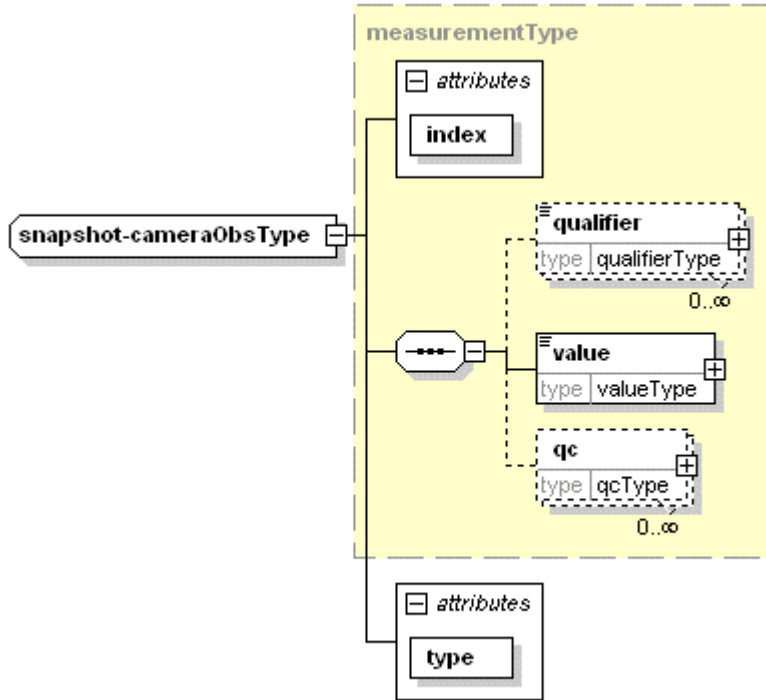 measurementType
attributes
index
snapshot-cameraObsType
qualifier
type qualifierType
0..∞
value
type valueType
qc
type qcType
0..∞
attributes
type